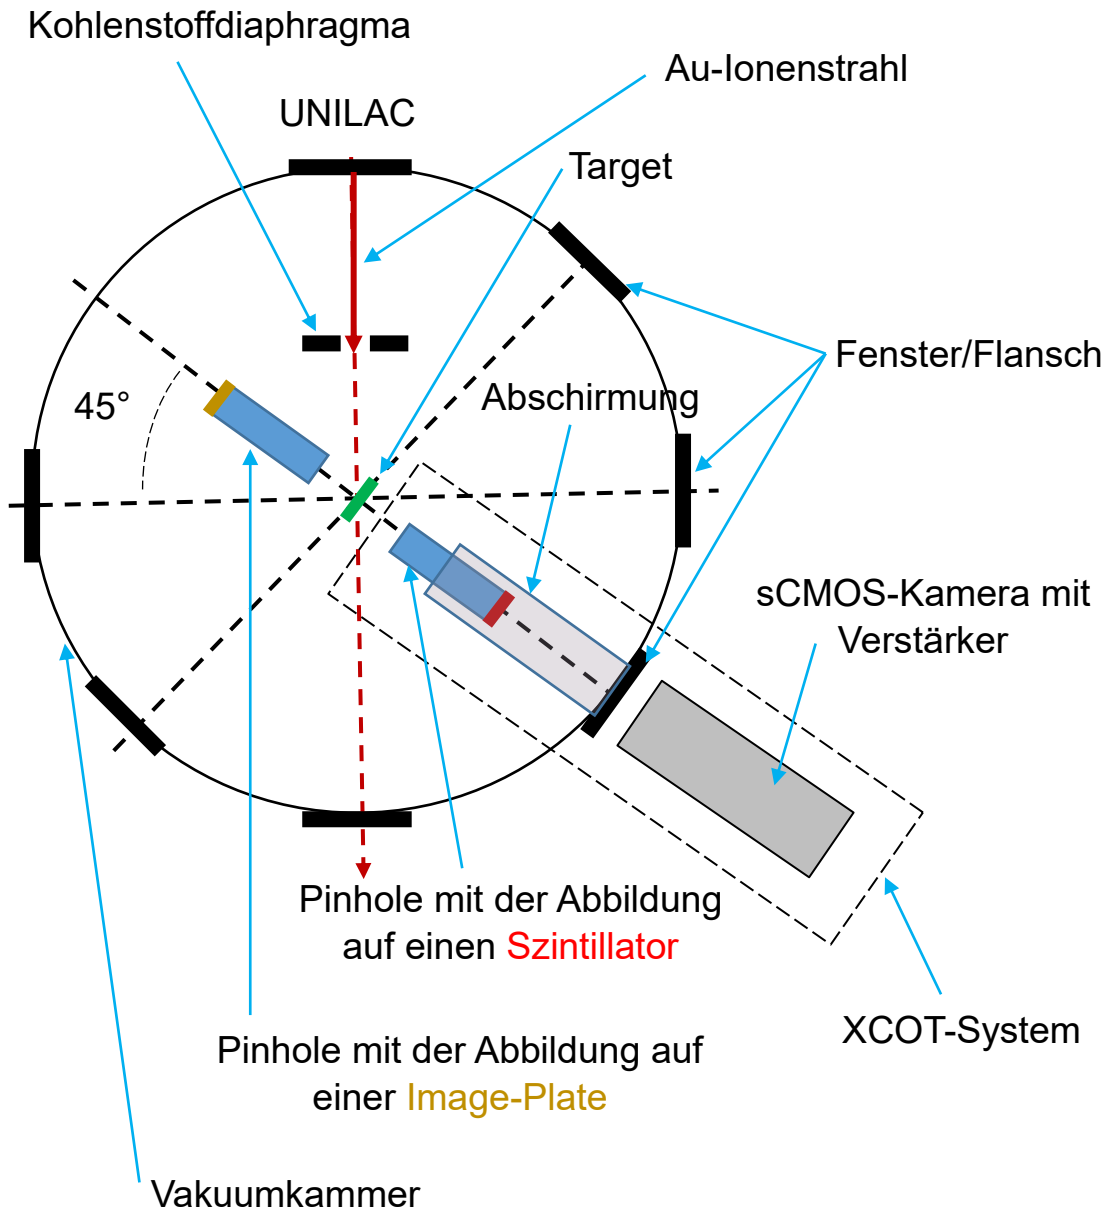 Kohlenstoffdiaphragma
Au-Ionenstrahl
UNILAC
Target
Fenster/Flansch
Abschirmung
45°
sCMOS-Kamera mit
Verstärker
Pinhole mit der Abbildung
auf einen Szintillator
XCOT-System
Pinhole mit der Abbildung auf
einer Image-Plate
Vakuumkammer